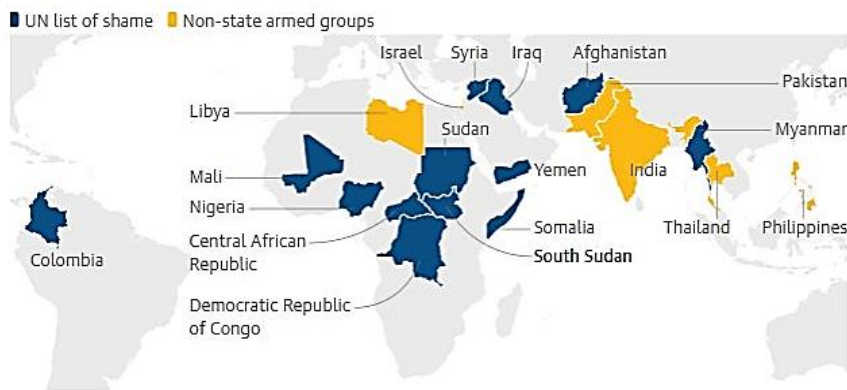 UN list of shame Non-state armed groups
Israel Syria Iraq Afghanistan
Pakistan
Libya
Sudan
Myanmar
Mali
Yemen
India
Nigeria
Somalia
Thailand Philippines
Central African
Republic
South Sudan
Colombia
Democratic Republic
of Congo